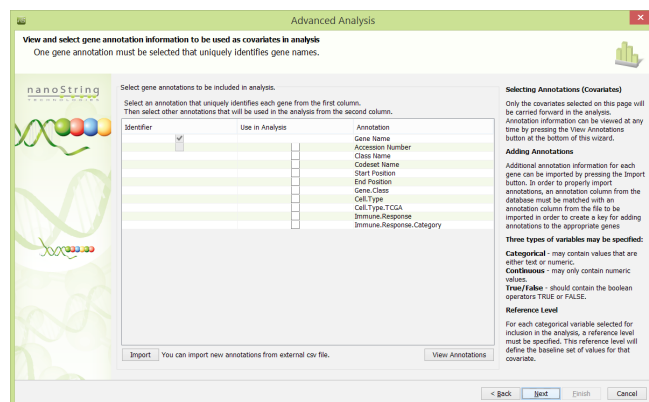 Advanced Analysis
View and select gene annotation information to be used as covariates in analysis
One gene annotation must be selected that uniquely identifies gene names.
nanoString
TECHNOLOGIES
Select gene annotations to be included in analysis.
Select an annotation that uniquely identifies each gene from the first column.
Then select other annotations that will be used in the analysis from the second column.
Identifier Use in Analysis Annotation
Gene Name
Accession Number
Class Name
Codeset Name
Start Position
End Position
Gene.Class
Cell.Type
Cell.Type.TCGA
Immune.Response
Immune.Response.Category
Import You can import new annotations from external csv file. View Annotations
Selecting Annotations (Covariates)
Only the covariates selected on this page will
be carried forward in the analysis.
Annotation information can be viewed at any
time by pressing the View Annotations
button at the bottom of this wizard.
Adding Annotations
Additional annotation information for each
gene can be imported by pressing the Import
button. In order to properly import
annotations, an annotation column from the
database must be matched with an
annotation column from the file to be
imported in order to create a key for adding
annotations to the appropriate genes
Three types of variables may be specified:
Categorical - may contain values that are
either text or numeric.
Continuous - may only contain numeric
values.
True/False - should contain the boolean
operators TRUE or FALSE.
Reference Level
For each categorical variable selected for
inclusion in the analysis, a reference level
must be specified. This reference level will
define the baseline set of values for that
covariate.
< Back Next Finish Cancel